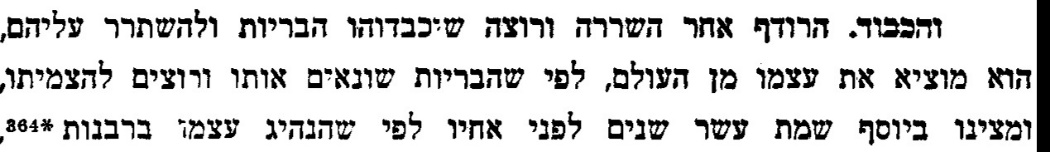 והכבוד. הרודף אחר השררה ורוצה שיכבדוהו הבריות ולהשתרר עליהם,
הוא מוציא את עצמו מן העולם, לפי שהבריות שונאים אותו ורוצים להצמיתו,
ומצינו ביוסף שמת עשר שנים לפני אחיו לפי שהנהיג עצמו ברבנות 364*,